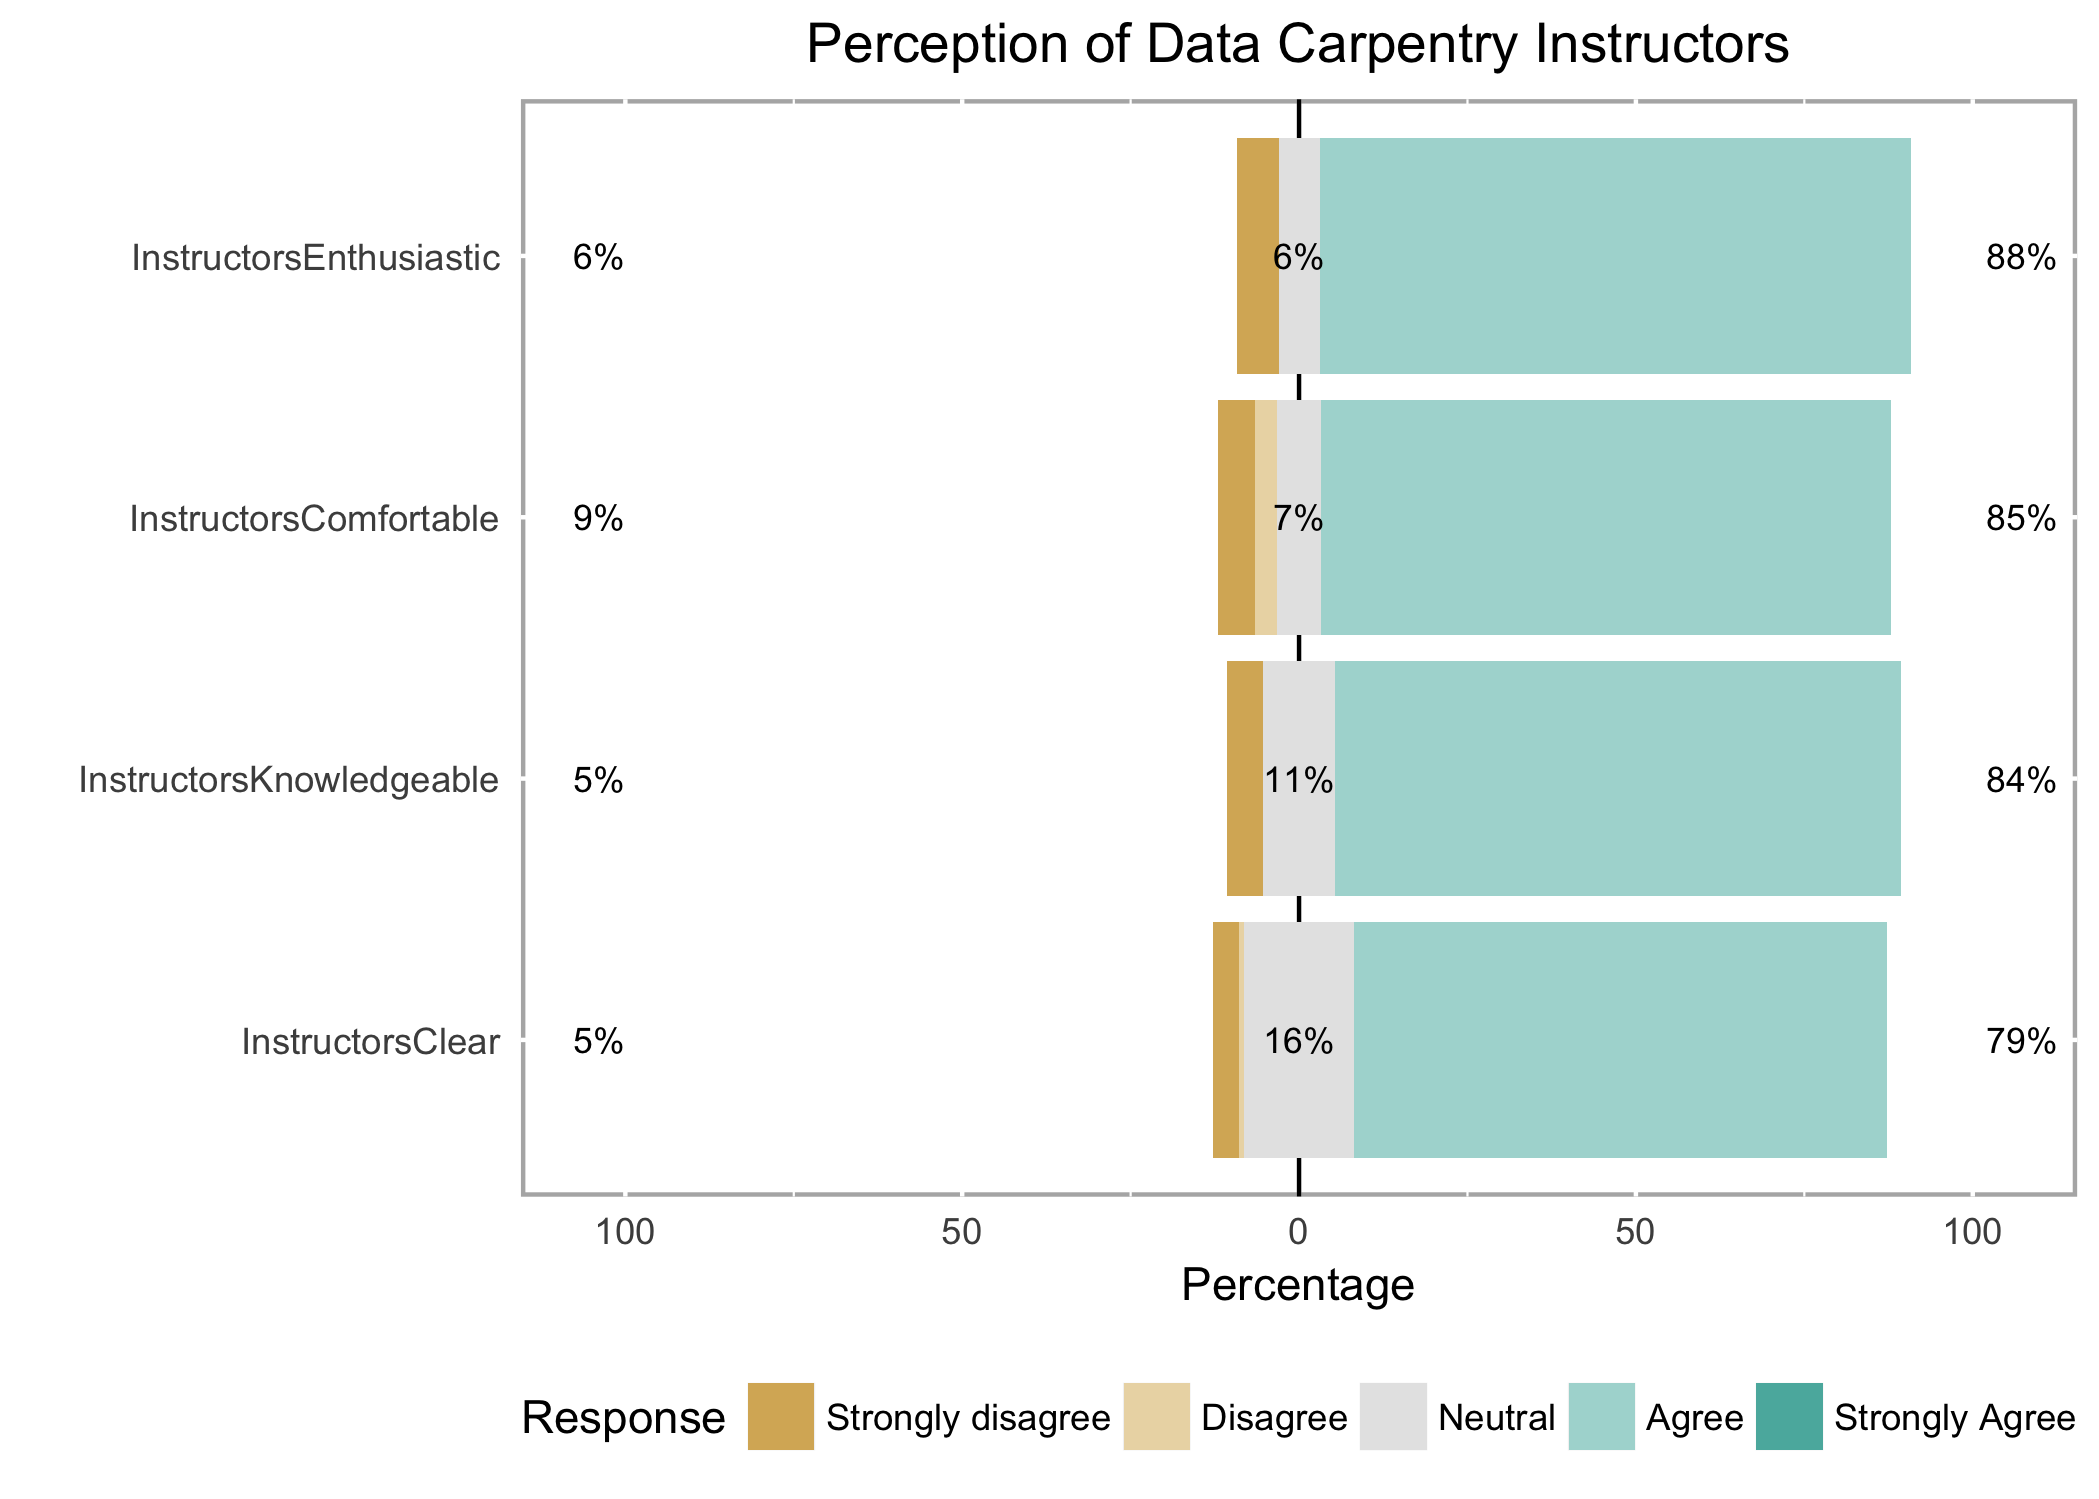 Perception of Data Carpentry Instructors
InstructorsEnthusiastic 6% 6% 88%
InstructorsComfortable 9% 7% 85%
InstructorsKnowledgeable 5% 11% 84%
InstructorsClear 5% 16% 79%
100 50 0 50 100
Percentage
Response Strongly disagree Disagree Neutral Agree Strongly Agree